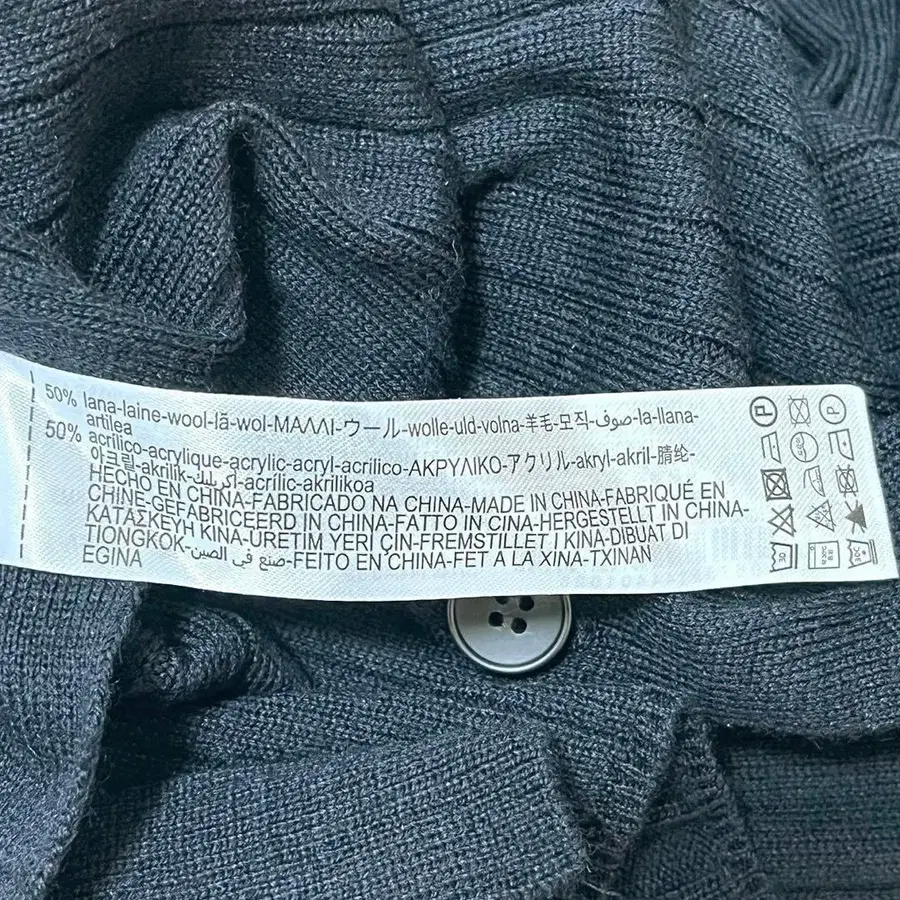 50% lana-laine-wool-lã-wol-ΜΑΛΛΙ-ウール-wolle-uld-volna-羊毛-모직-صوف-la-llana-
artilea
50% acrílico-acrylique-acrylic-acryl-acrilico-ΑΚΡΥΛΙΚΟ-アクリル-akryl-akril-腈纶-
아크릴-akrilik-أكريليك-acrílic-akrilikoa
HECHO EN CHINA-FABRICADO NA CHINA-MADE IN CHINA-FABRIQUÉ EN
CHINE-GEFABRICEERD IN CHINA-FATTO IN CINA-HERGESTELLT IN CHINA-
ΚΑΤΑΣΚΕΥΗ ΚΙΝΑ-URETIM YERI ÇIN-FREMSTILLET I KINA-DIBUAT DI
TIONGKOK-صنع في الصين-FEITO EN CHINA-FET A LA XINA-TXINAN
EGINA
P
P
30C